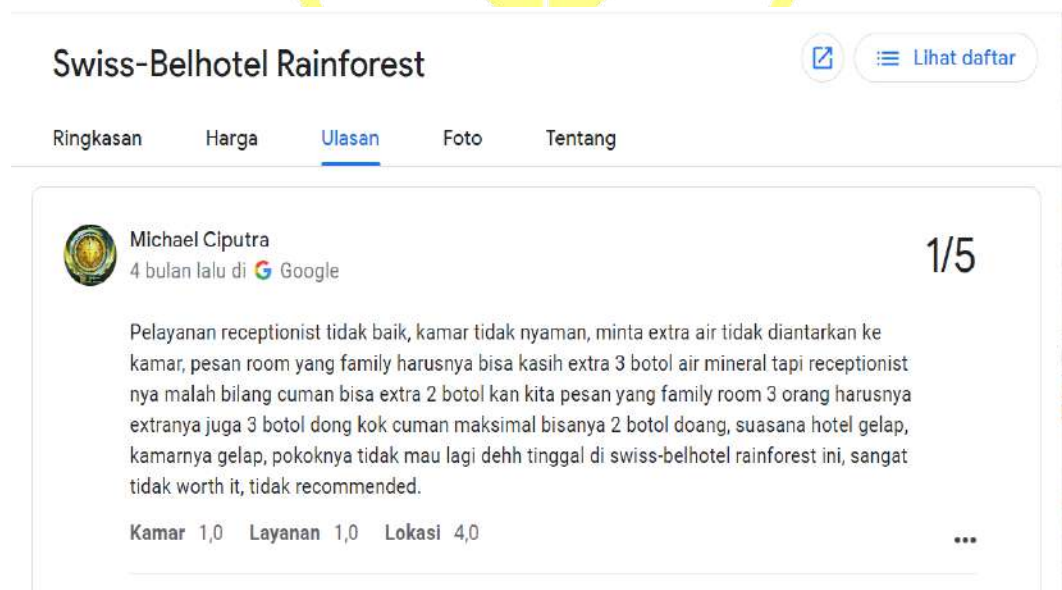 Swiss-Belhotel Rainforest
Lihat daftar
Ringkasan Harga Ulasan Foto Tentang
Michael Ciputra
4 bulan lalu di Google
1/5
Pelayanan receptionist tidak baik, kamar tidak nyaman, minta extra air tidak diantarkan ke
kamar, pesan room yang family harusnya bisa kasih extra 3 botol air mineral tapi receptionist
nya malah bilang cuman bisa extra 2 botol kan kita pesan yang family room 3 orang harusnya
extranya juga 3 botol dong kok cuman maksimal bisanya 2 botol doang, suasana hotel gelap,
kamarnya gelap, pokoknya tidak mau lagi dehh tinggal di swiss-belhotel rainforest ini, sangat
tidak worth it, tidak recommended.
Kamar 1,0 Layanan 1,0 Lokasi 4,0